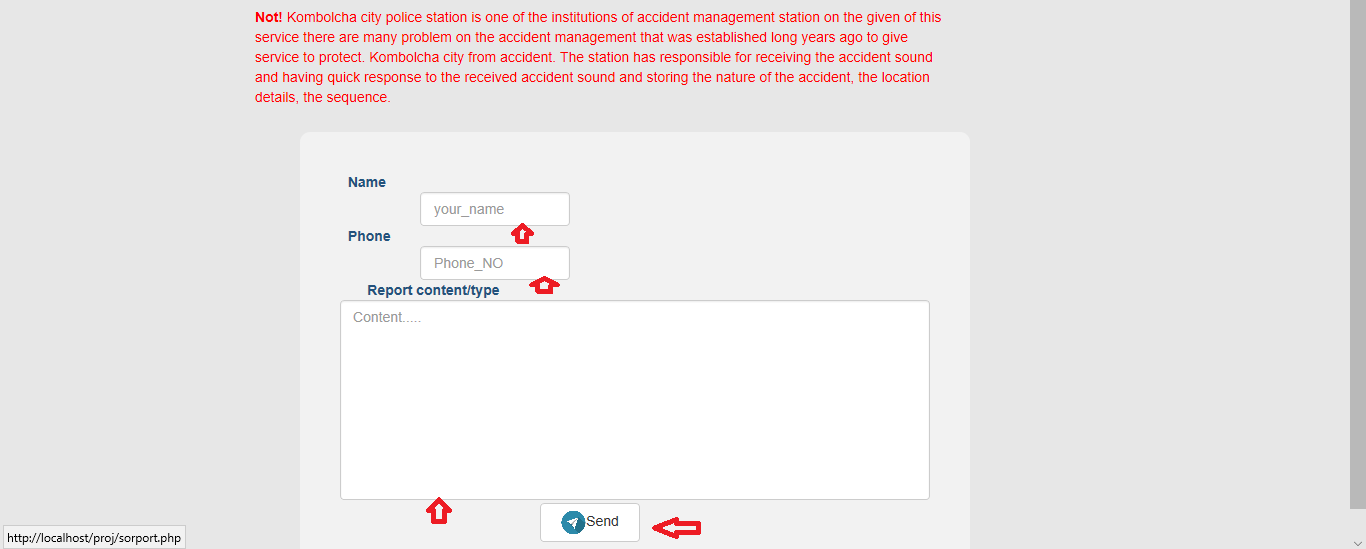 Not! Kombolcha city police station is one of the institutions of accident management station on the given of this
service there are many problem on the accident management that was established long years ago to give
service to protect. Kombolcha city from accident. The station has responsible for receiving the accident sound
and having quick response to the received accident sound and storing the nature of the accident, the location
details, the sequence.
Name
your_name
Phone
Phone_NO
Report content/type
Content.....
Send
http://localhost/proj/sorport.php